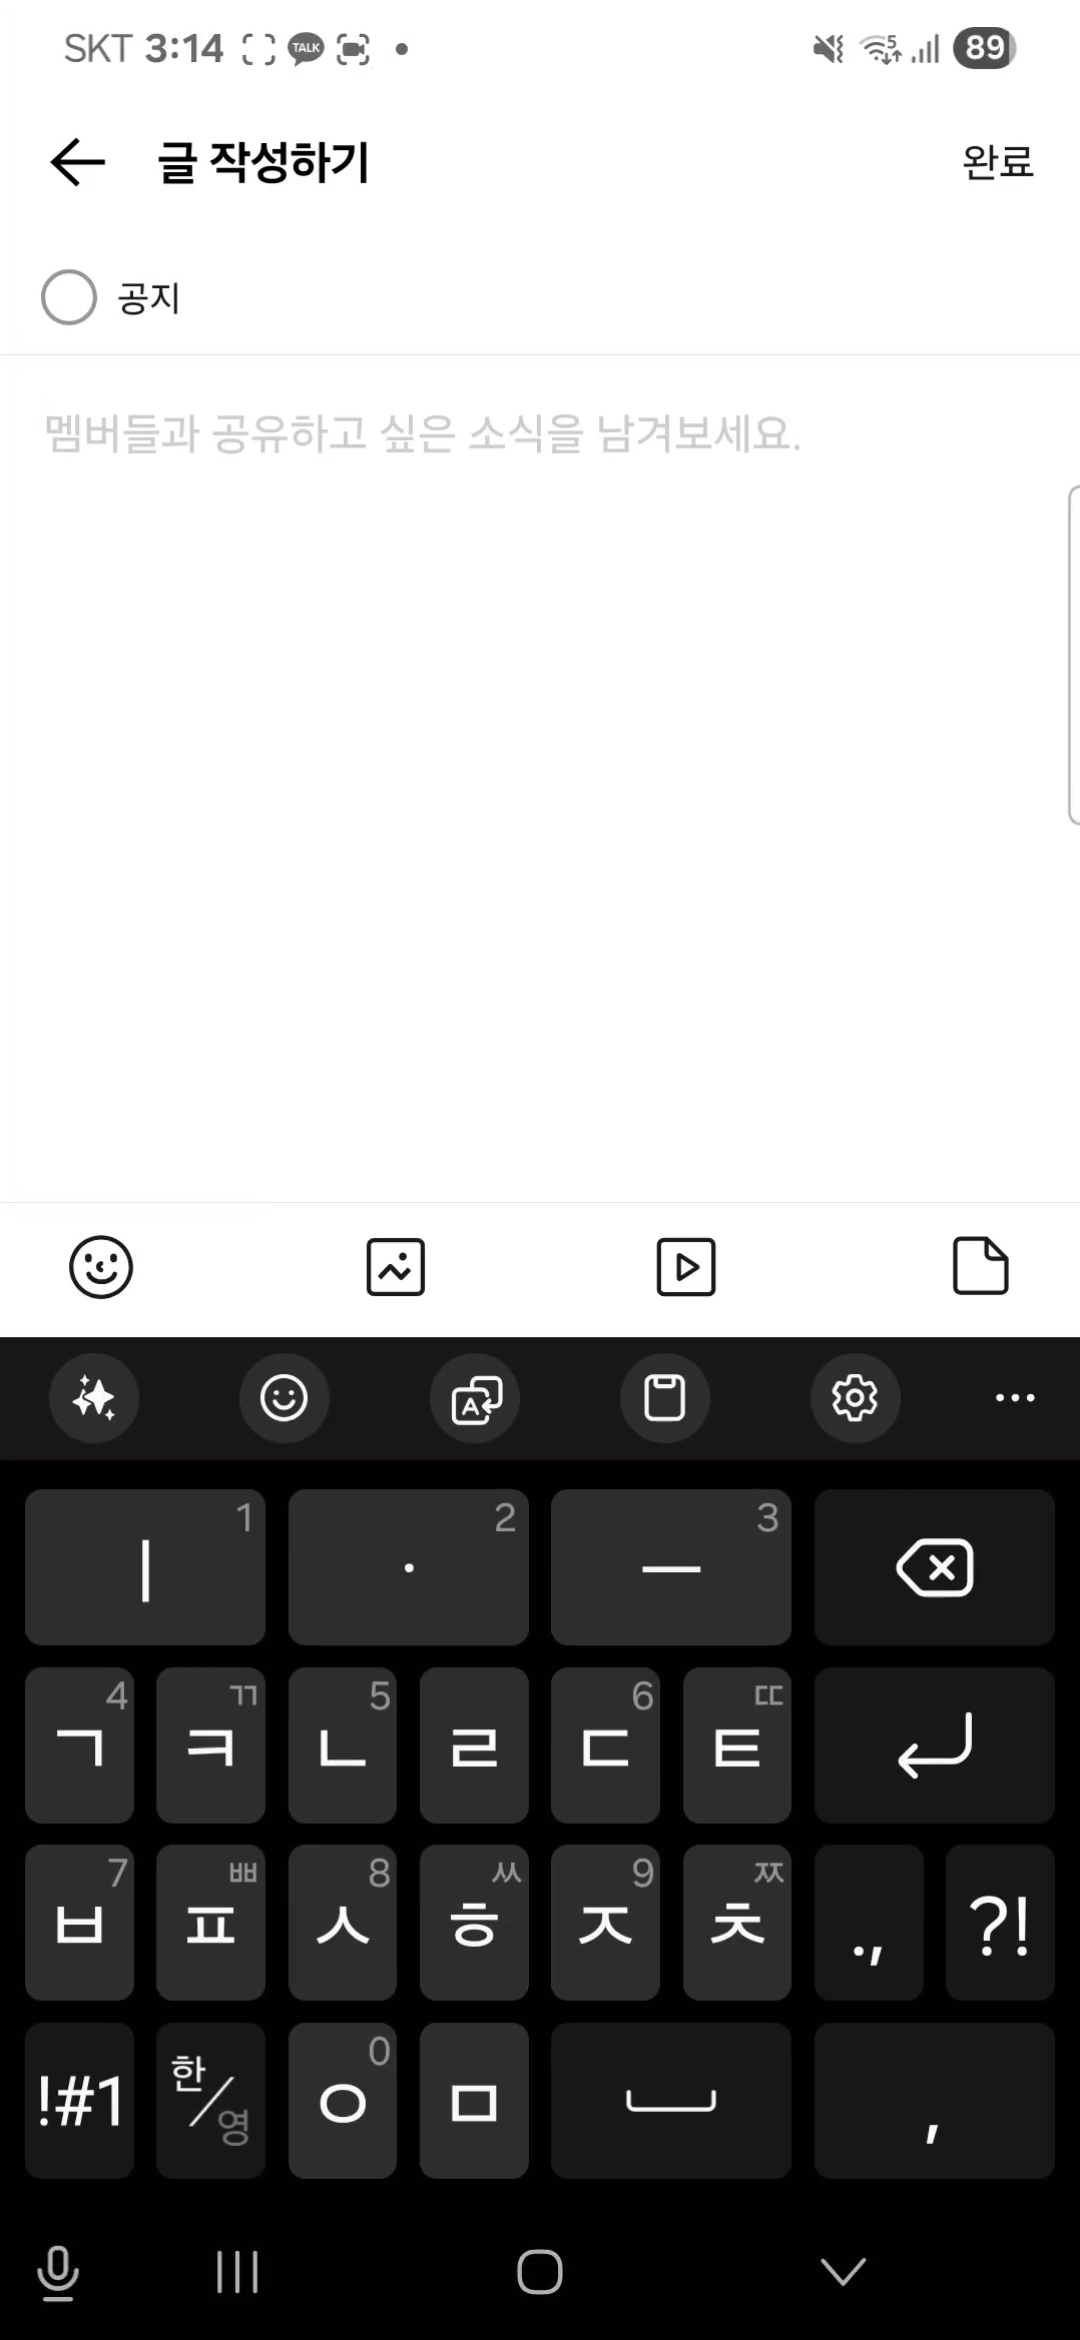 SKT 3:14 TALK 5 89
글 작성하기 완료
공지
멤버들과 공유하고 싶은 소식을 남겨보세요.
A
ㅣ 1 · 2 ㅡ 3
ㄱ 4 ㅋ ㄲ ㄴ 5 ㄹ ㄷ 6 ㅌ ㄸ
ㅂ 7 ㅍ ㅃ ㅅ 8 ㅎ ㅆ ㅈ 9 ㅊ ㅉ ., ?!
!#1 한/영 ㅇ 0 ㅁ ,